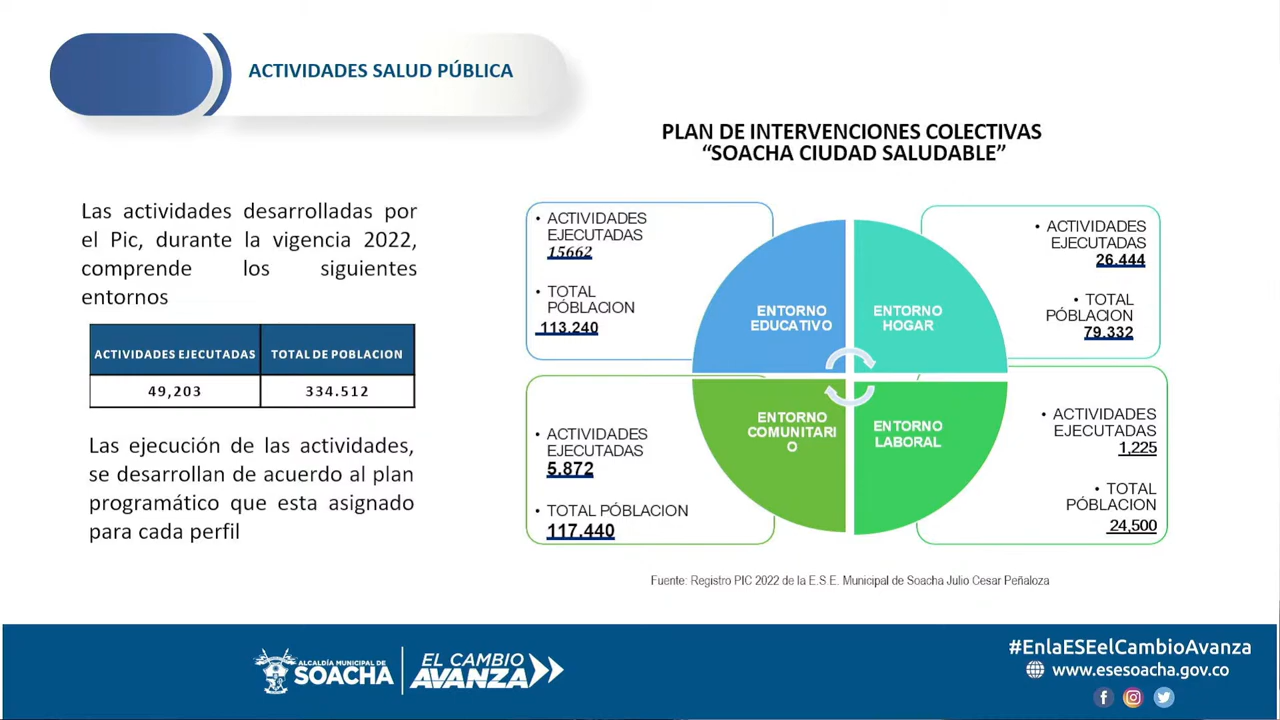 ACTIVIDADES SALUD PÚBLICA
PLAN DE INTERVENCIONES COLECTIVAS
“SOACHA CIUDAD SALUDABLE”
Las actividades desarrolladas por
el Pic, durante la vigencia 2022,
comprende los siguientes
entornos
ACTIVIDADES EJECUTADAS TOTAL DE POBLACION
49,203 334.512
Las ejecución de las actividades,
se desarrollan de acuerdo al plan
programático que esta asignado
para cada perfil
• ACTIVIDADES
EJECUTADAS
15662
• TOTAL
PÓBLACION
113.240
ENTORNO
EDUCATIVO
ENTORNO
HOGAR
• ACTIVIDADES
EJECUTADAS
26.444
• TOTAL
PÓBLACION
79.332
• ACTIVIDADES
EJECUTADAS
5.872
• TOTAL PÓBLACION
117.440
ENTORNO
COMUNITARI
O
ENTORNO
LABORAL
• ACTIVIDADES
EJECUTADAS
1,225
• TOTAL
PÓBLACION
24,500
Fuente: Registro PIC 2022 de la E.S.E. Municipal de Soacha Julio Cesar Peñaloza
ALCALDÍA MUNICIPAL DE
SOACHA
EL CAMBIO
AVANZA
#EnlaESEelCambioAvanza
www.esesoacha.gov.co